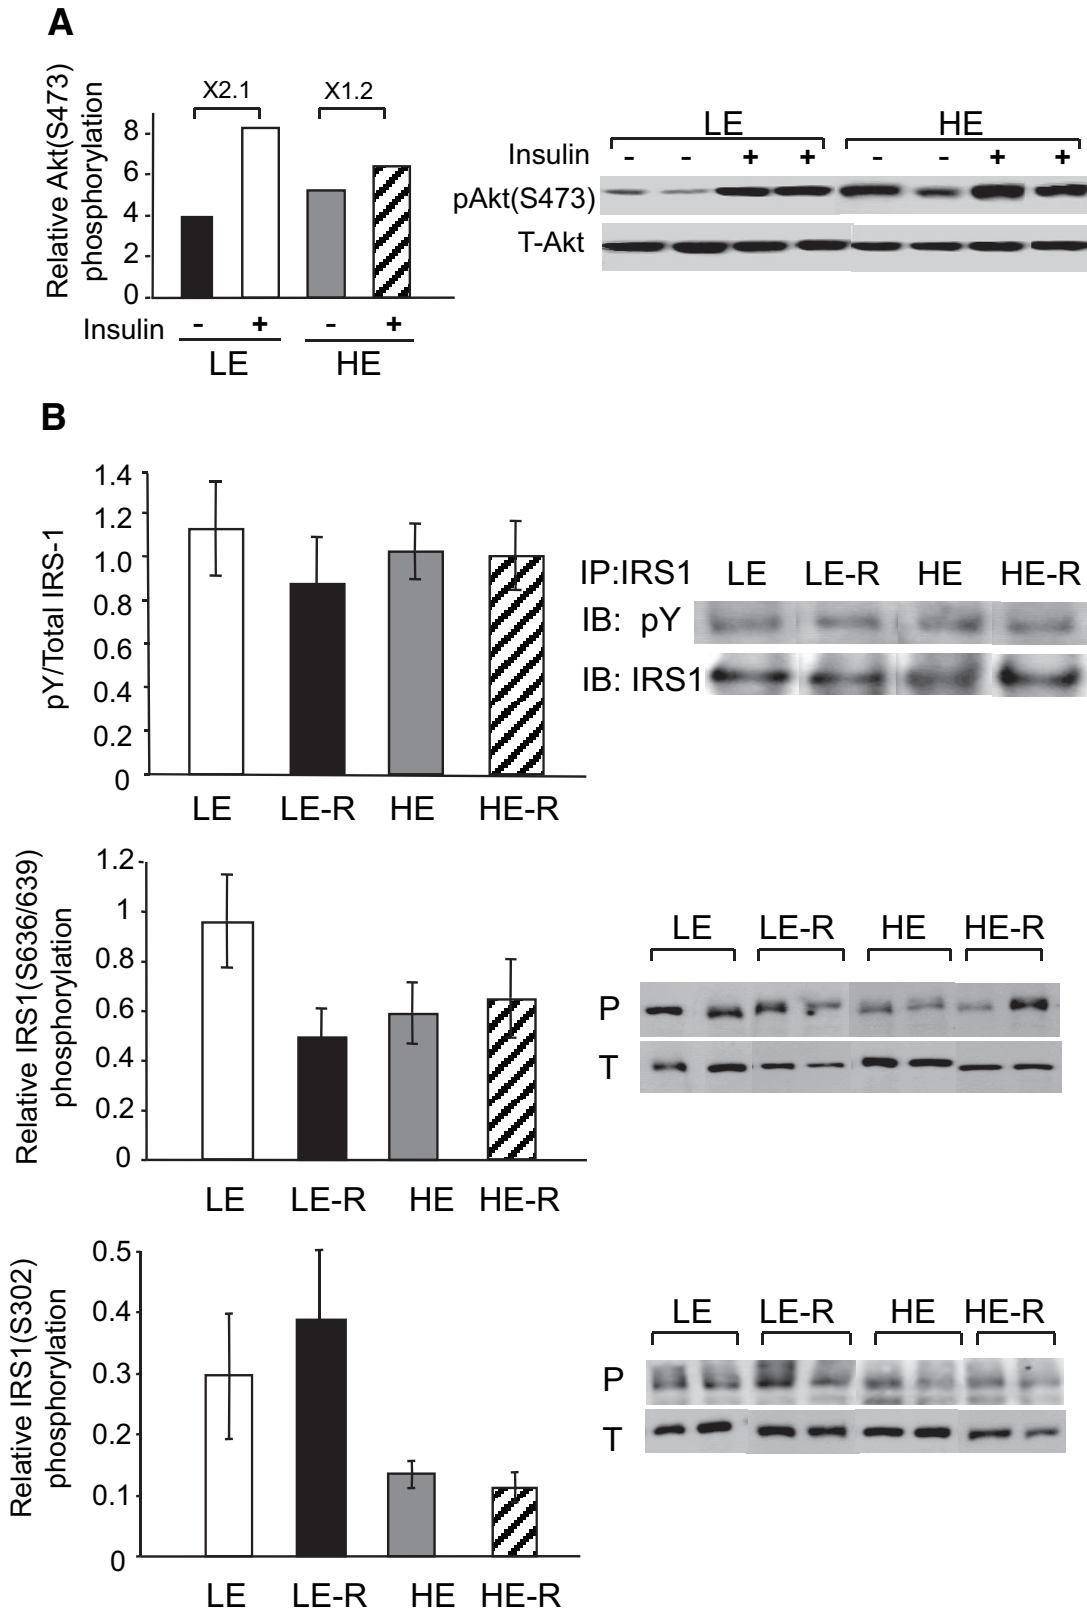 A
Relative Akt(S473)
phosphorylation
X2.1 X1.2
8
6
4
2
0
Insulin - + - +
LE HE
LE HE
Insulin - - + + - - + +
pAkt(S473)
T-Akt
B
pY/Total IRS-1
1.4
1.2
1.0
0.8
0.6
0.4
0.2
0
LE LE-R HE HE-R
IP:IRS1 LE LE-R HE HE-R
IB: pY
IB: IRS1
Relative IRS1(S636/639)
phosphorylation
1.2
1
0.8
0.6
0.4
0.2
0
LE LE-R HE HE-R
LE LE-R HE HE-R
P
T
Relative IRS1(S302)
phosphorylation
0.5
0.4
0.3
0.2
0.1
0
LE LE-R HE HE-R
LE LE-R HE HE-R
P
T